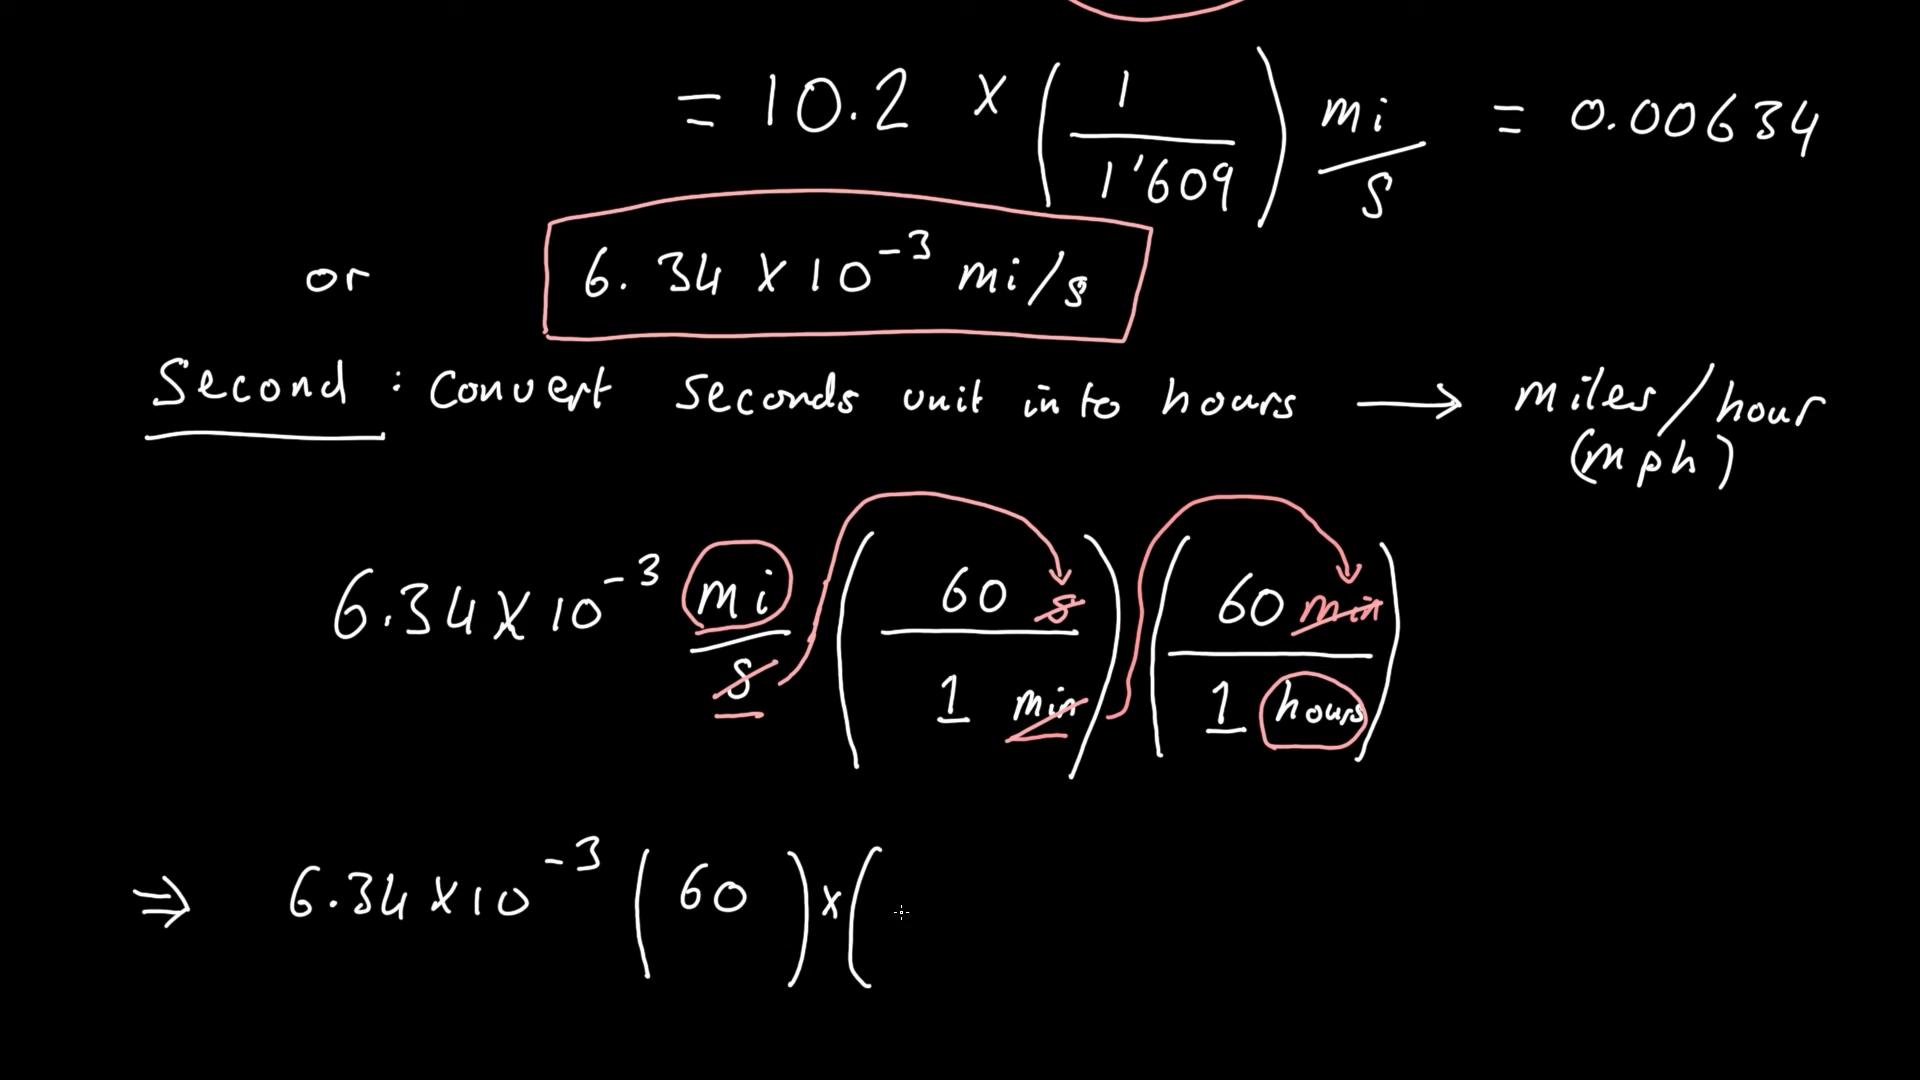 = 10.2 × ( 1 / 1'609 ) mi / s = 0.00634
or 6.34 × 10⁻³ mi/s
Second : Convert seconds unit into hours → miles/hour
(mph)
6.34 × 10⁻³ mi / s ( 60 s / 1 min ) ( 60 min / 1 hours )
⇒ 6.34 × 10⁻³ ( 60 ) × (